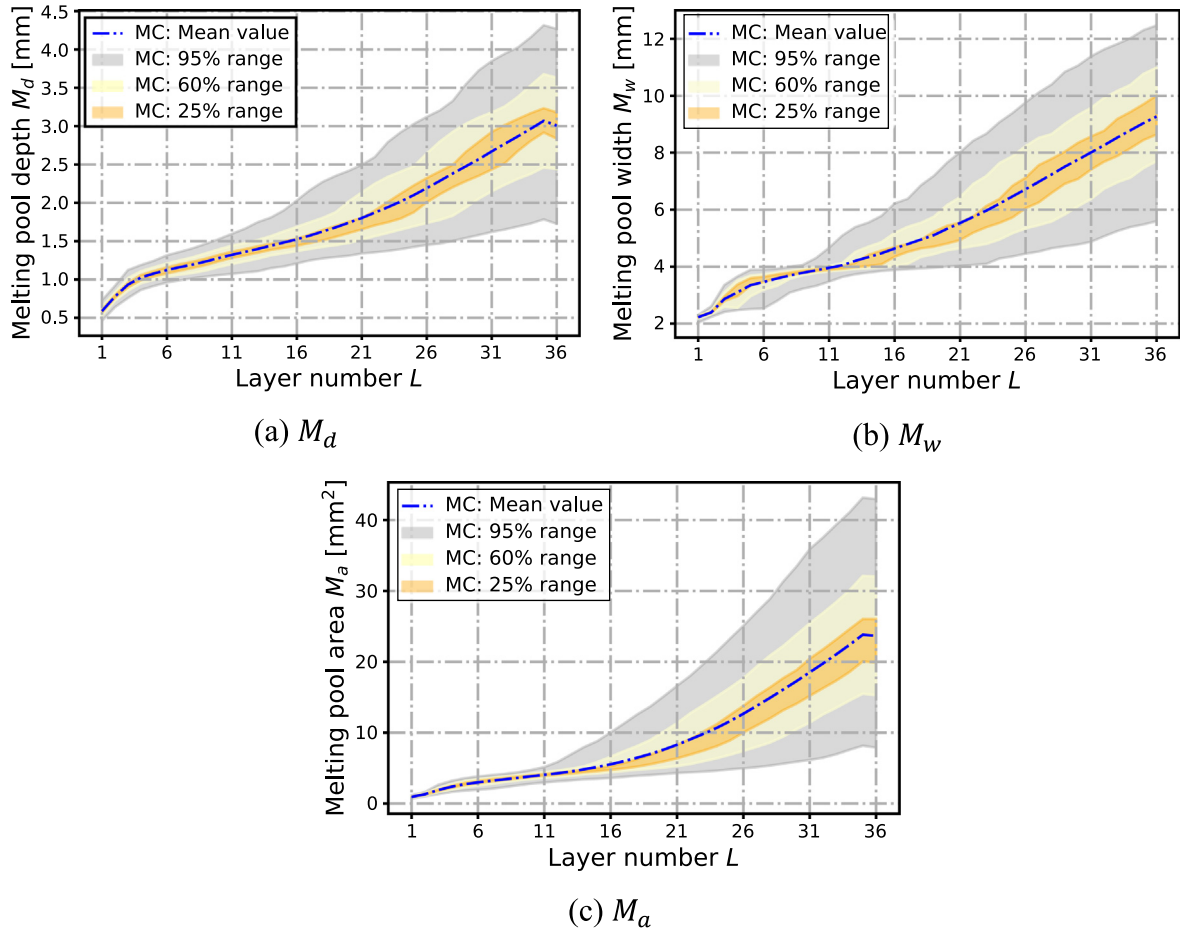 Melting pool depth M_d [mm]
4.5
4.0
3.5
3.0
2.5
2.0
1.5
1.0
0.5
MC: Mean value
MC: 95% range
MC: 60% range
MC: 25% range
1 6 11 16 21 26 31 36
Layer number L
(a) M_d
Melting pool width M_w [mm]
12
10
8
6
4
2
MC: Mean value
MC: 95% range
MC: 60% range
MC: 25% range
1 6 11 16 21 26 31 36
Layer number L
(b) M_w
Melting pool area M_a [mm²]
40
30
20
10
0
MC: Mean value
MC: 95% range
MC: 60% range
MC: 25% range
1 6 11 16 21 26 31 36
Layer number L
(c) M_a